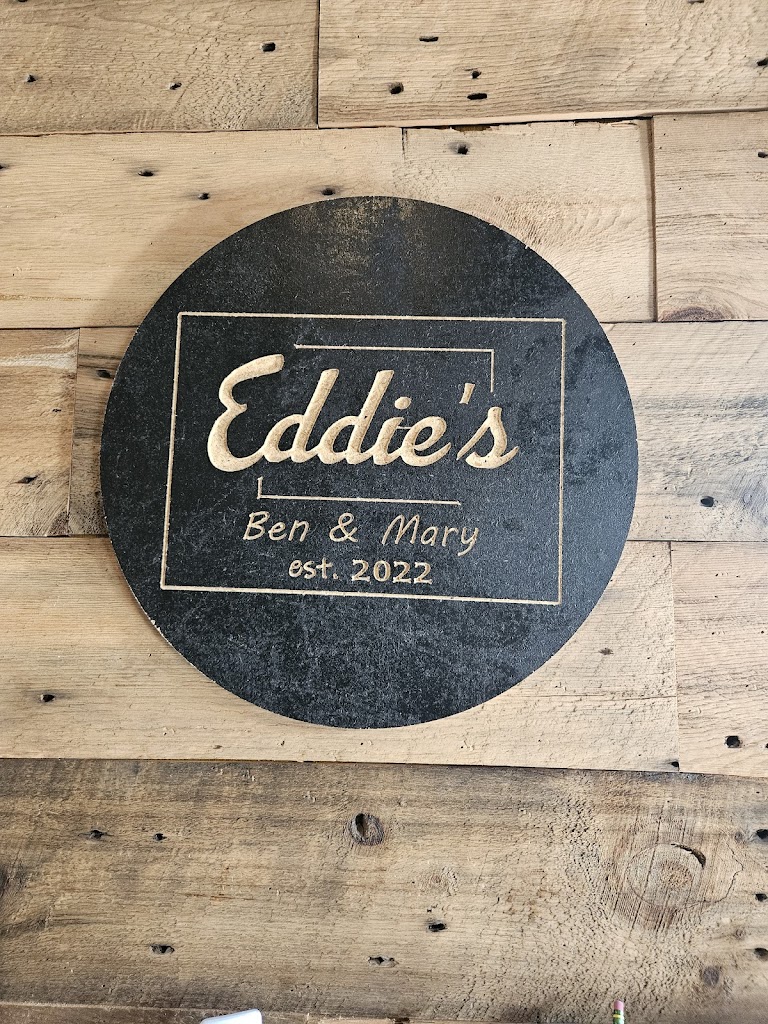 Eddie's
Ben & Mary
est. 2022